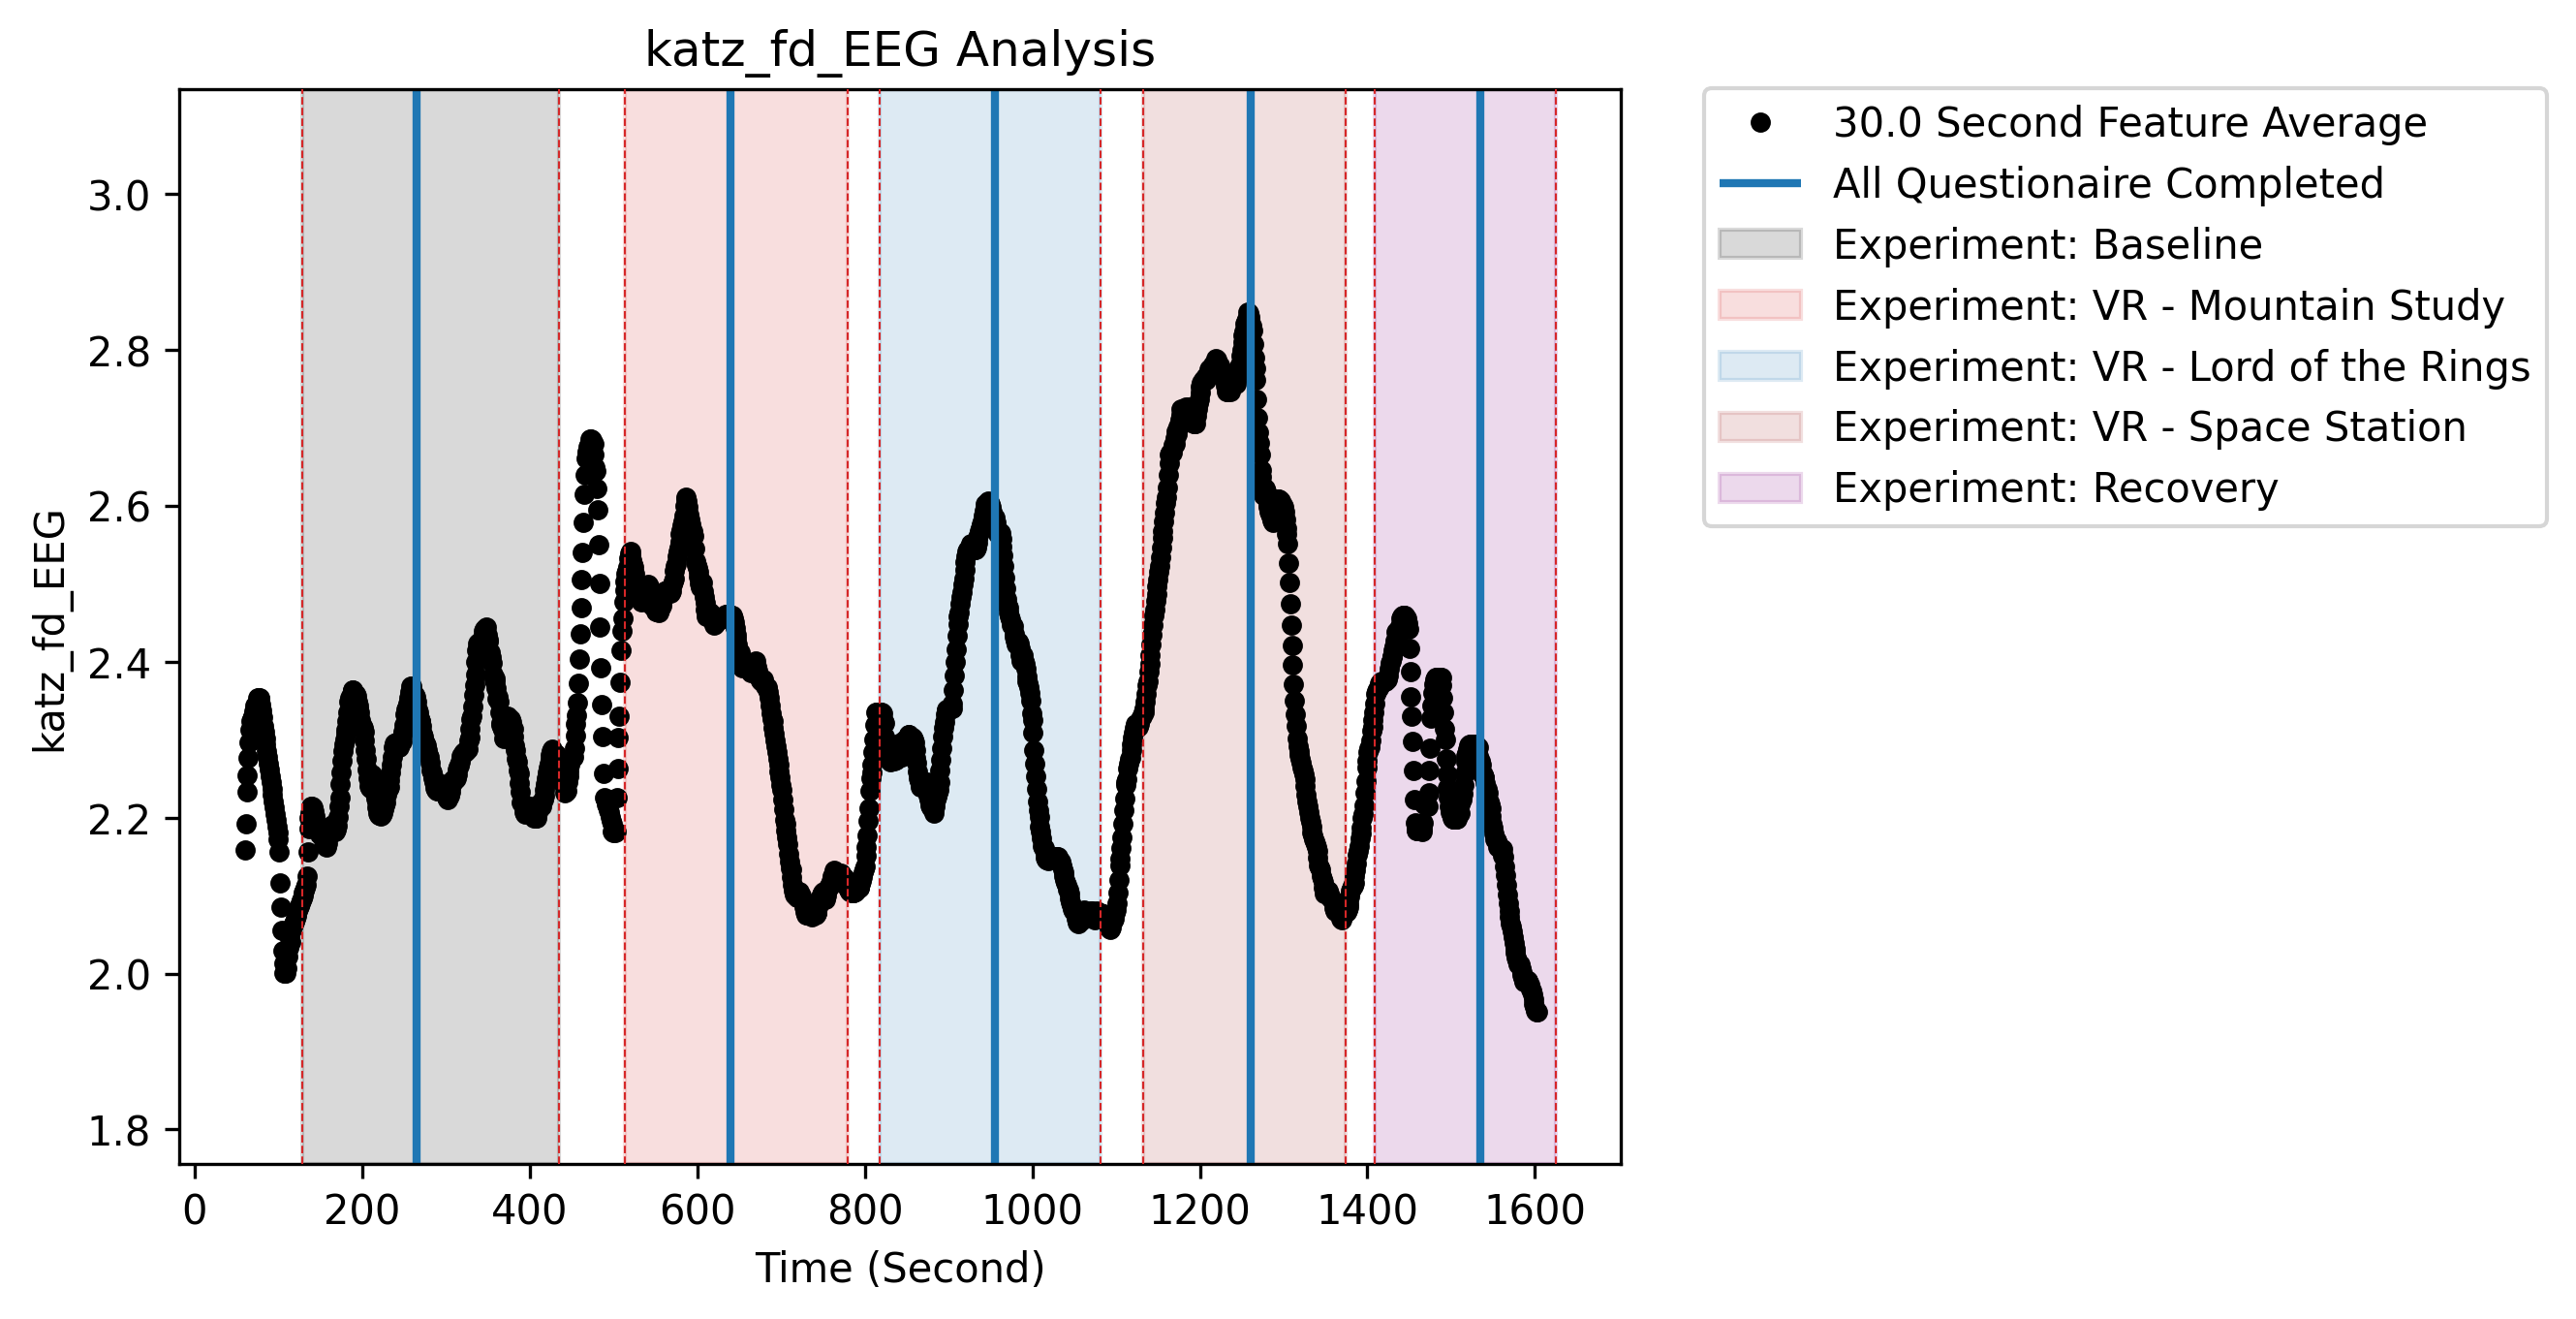 katz_fd_EEG Analysis
katz_fd_EEG
3.0
2.8
2.6
2.4
2.2
2.0
1.8
0 200 400 600 800 1000 1200 1400 1600
Time (Second)
30.0 Second Feature Average
All Questionaire Completed
Experiment: Baseline
Experiment: VR - Mountain Study
Experiment: VR - Lord of the Rings
Experiment: VR - Space Station
Experiment: Recovery